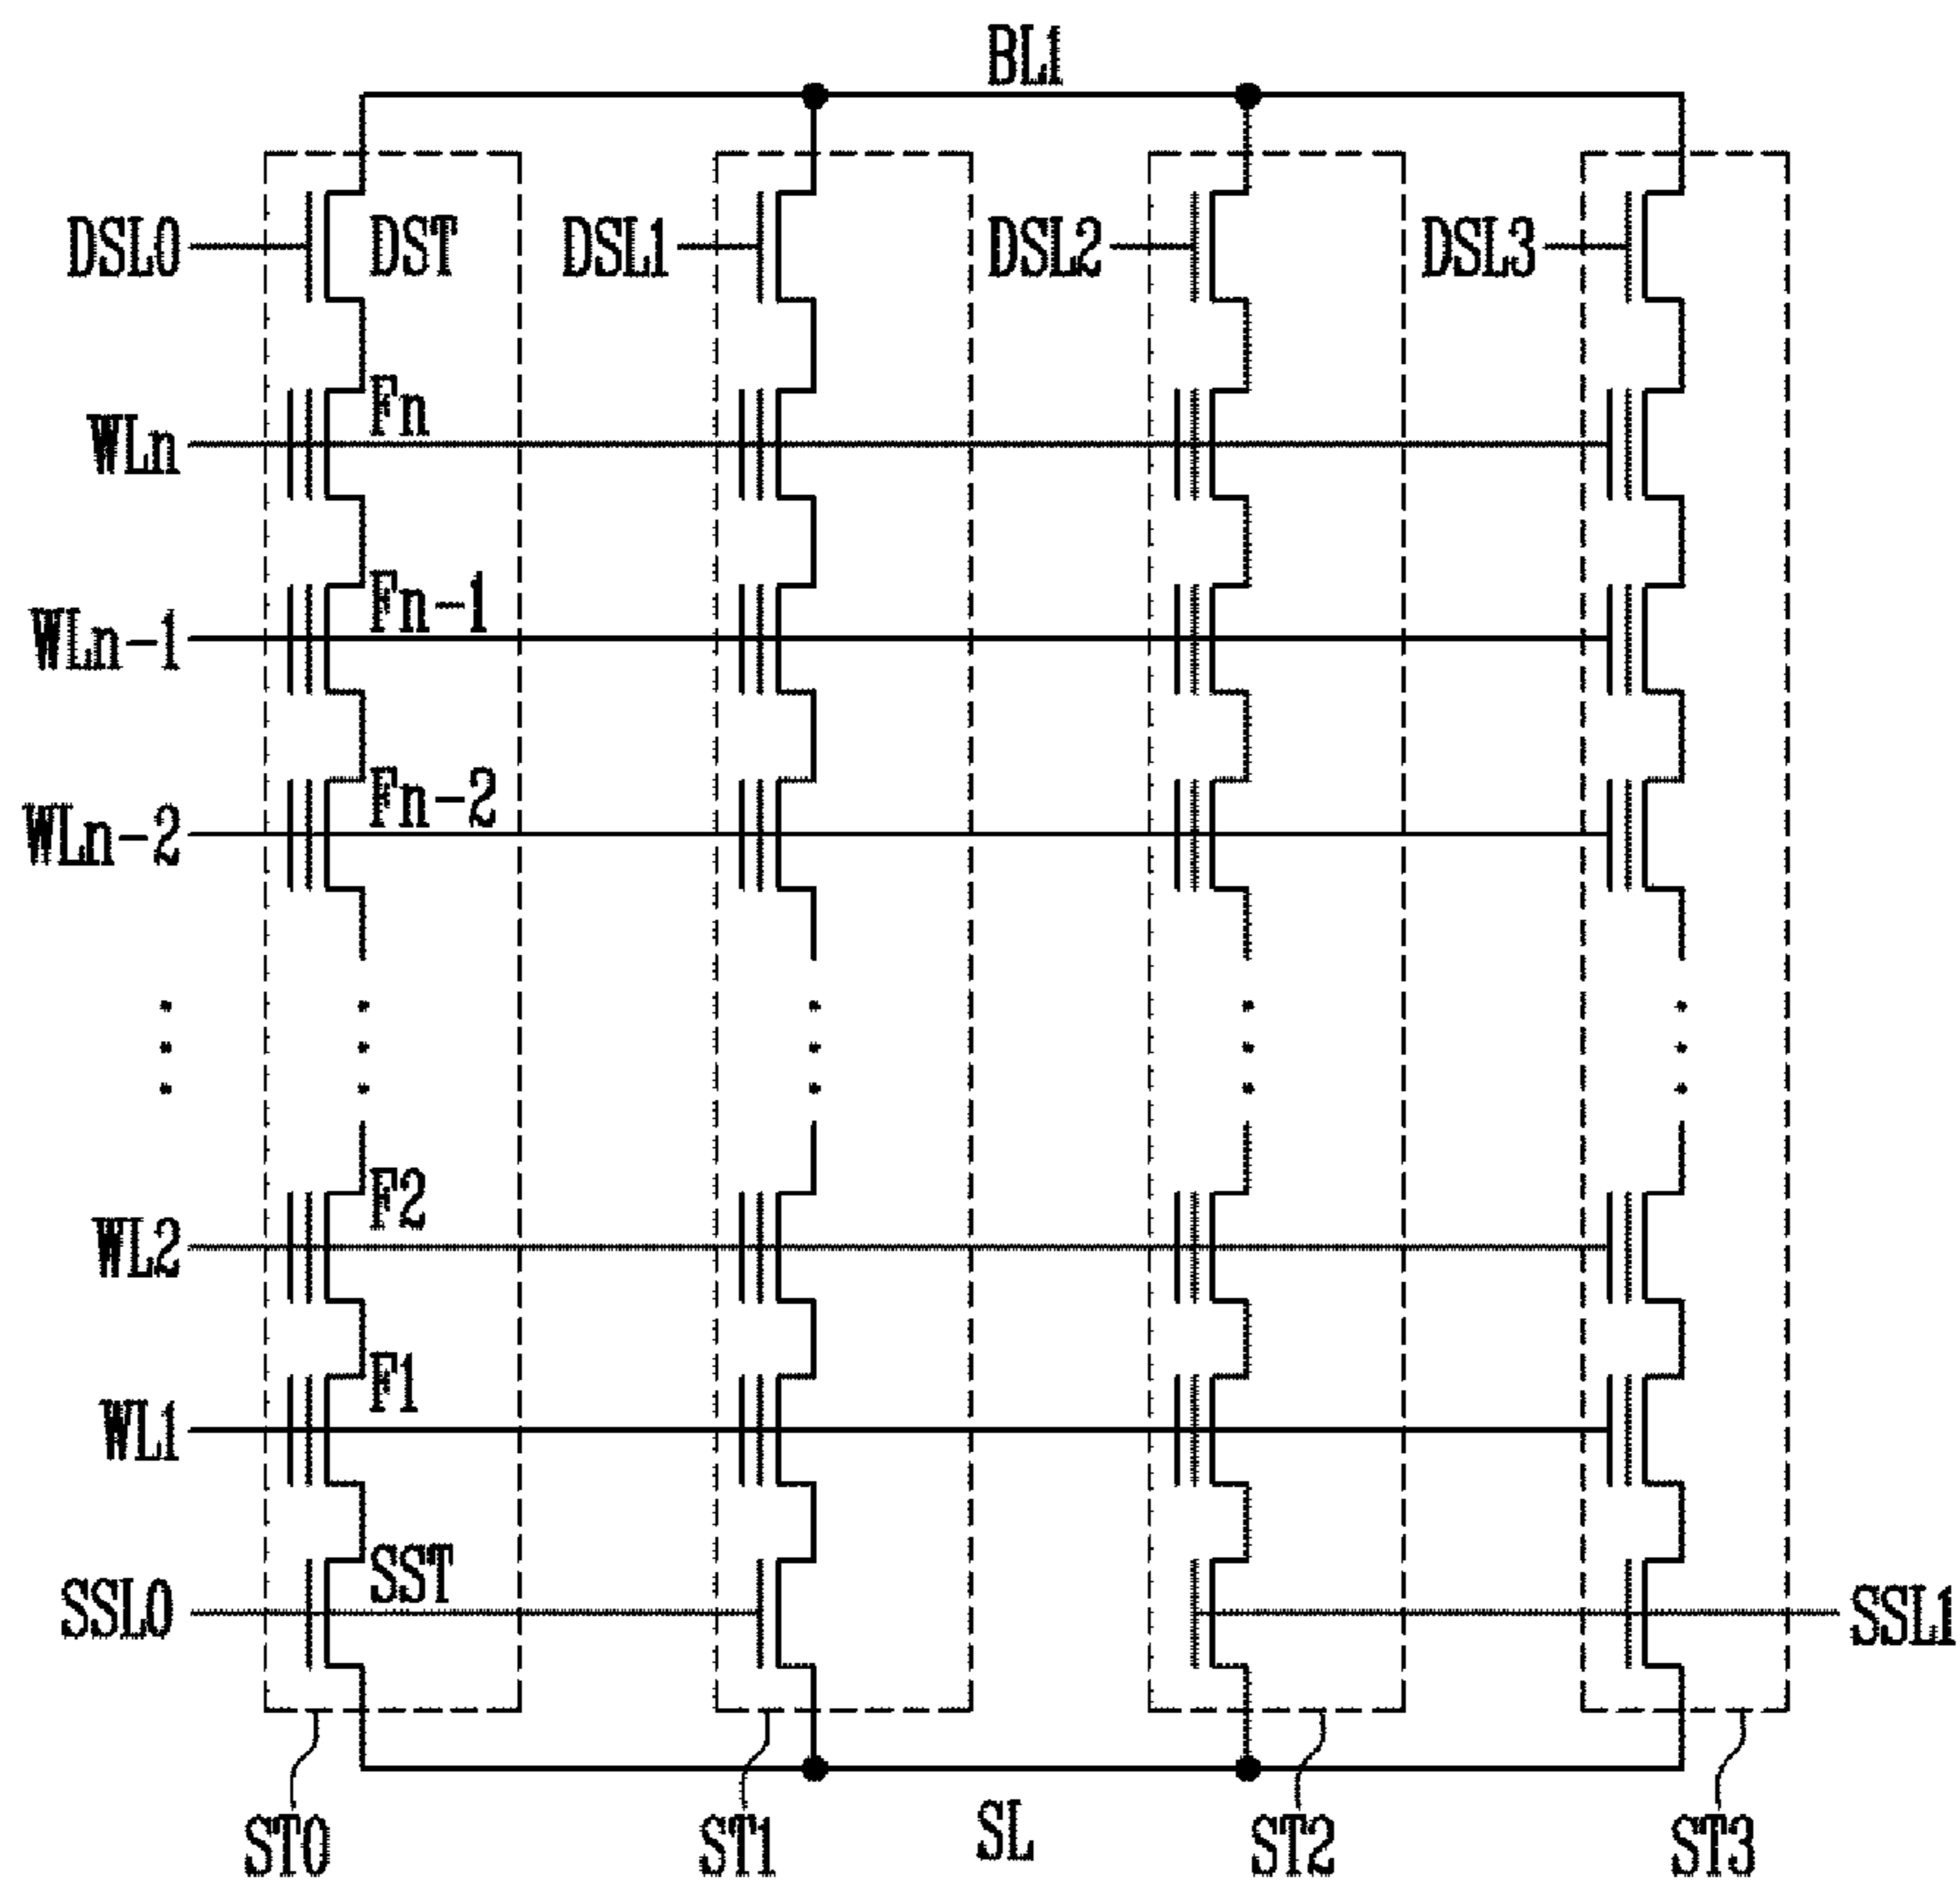 BL1
DSL0 DST DSL1 DSL2 DSL3
WLn Fn
WLn-1 Fn-1
WLn-2 Fn-2
WL2 F2
WL1 F1
SSL0 SST SSL1
ST0 ST1 SL ST2 ST3